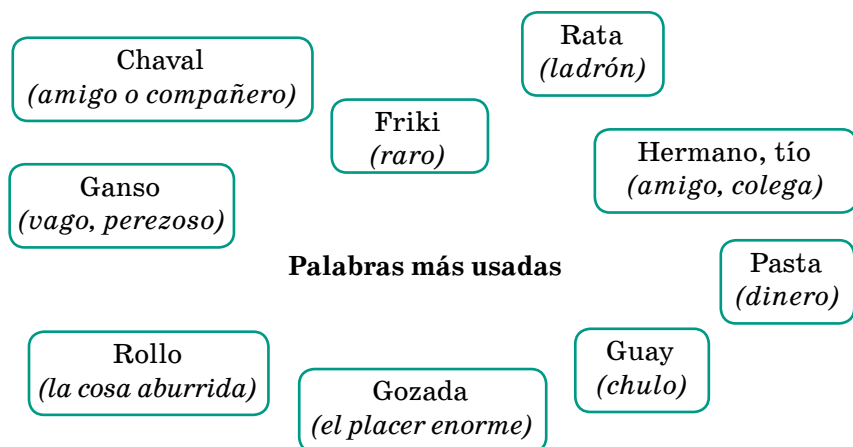 Chaval
(amigo o compañero)
Rata
(ladrón)
Friki
(raro)
Hermano, tío
(amigo, colega)
Ganso
(vago, perezoso)
Palabras más usadas
Pasta
(dinero)
Rollo
(la cosa aburrida)
Guay
(chulo)
Gozada
(el placer enorme)